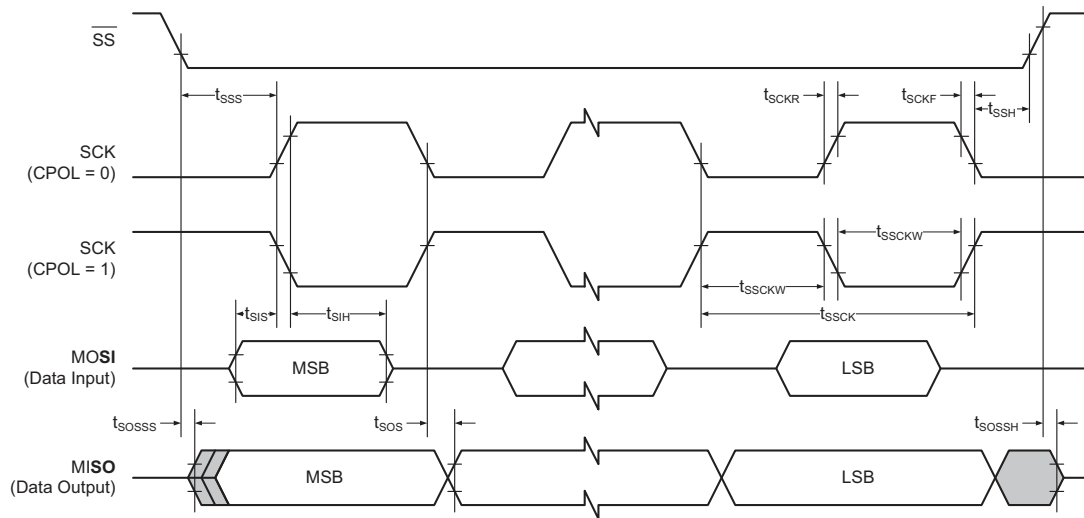 SS
tSSS
tSCKR
tSCKF
tSSH
SCK
(CPOL = 0)
SCK
(CPOL = 1)
tSSCKW
tSSCKW
tSIS
tSIH
tSSCK
MOSI
(Data Input)
MSB
LSB
tSOSSS
tSOS
tSOSSH
MISO
(Data Output)
MSB
LSB